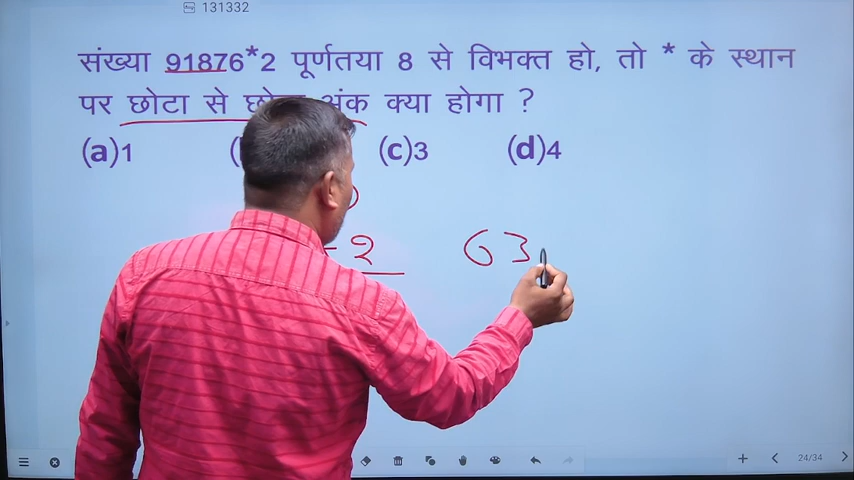 131332
संख्या 91876*2 पूर्णतया 8 से विभक्त हो, तो * के स्थान
पर छोटा से अंक क्या होगा ?
(a)1 (c)3 (d)4
2 63
24/34